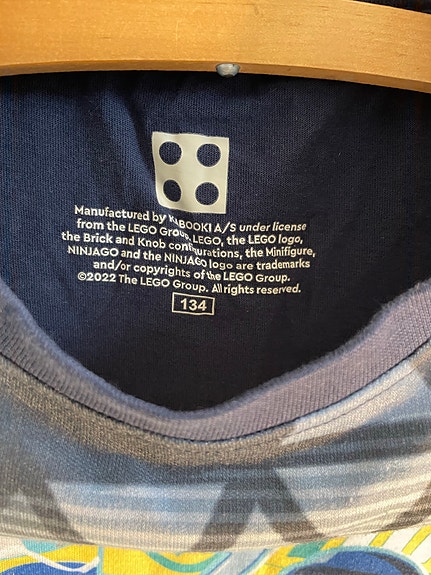 Manufactured by KABOOKI A/S under license
from the LEGO Group. LEGO, the LEGO logo,
the Brick and Knob configurations, the Minifigure,
NINJAGO and the NINJAGO logo are trademarks
and/or copyrights of the LEGO Group.
©2022 The LEGO Group. All rights reserved.
134